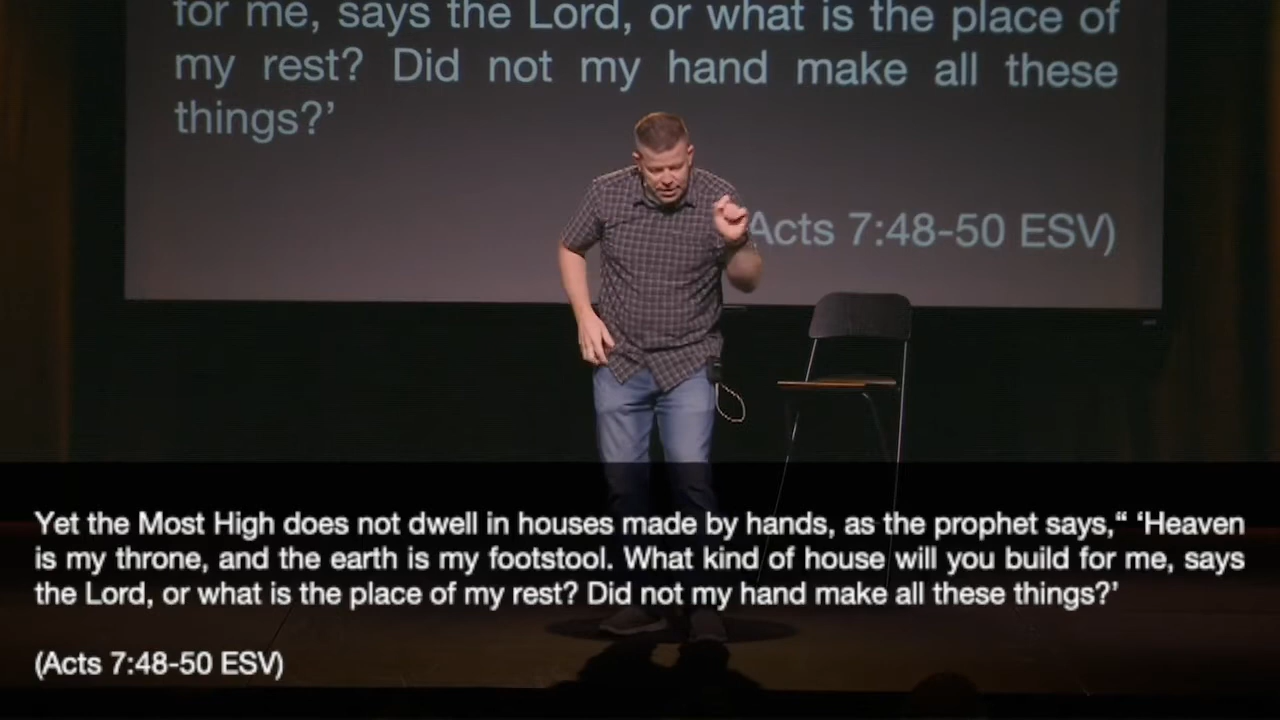 for me, says the Lord, or what is the place of
my rest? Did not my hand make all these
things?’
Acts 7:48-50 ESV)
Yet the Most High does not dwell in houses made by hands, as the prophet says,“ ‘Heaven
is my throne, and the earth is my footstool. What kind of house will you build for me, says
the Lord, or what is the place of my rest? Did not my hand make all these things?’
(Acts 7:48-50 ESV)